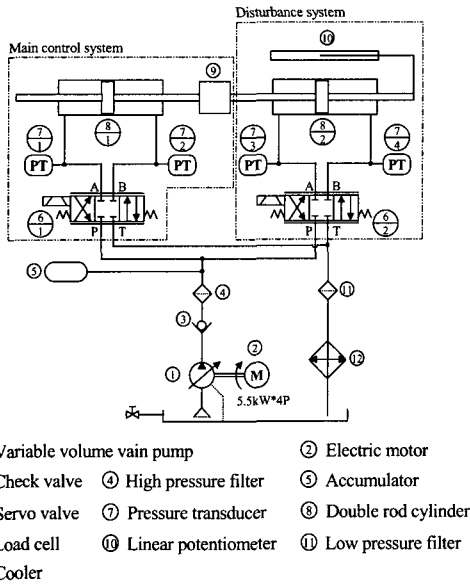 Disturbance system
Main control system
⑩
⑨
7 1
8 1
7 2
7 3
8 2
7 4
PT
PT
PT
PT
A B
A B
6 1
6 2
P T
P T
⑤
④
⑪
③
②
①
M
⑫
5.5kW*4P
Variable volume vain pump ② Electric motor
Check valve ④ High pressure filter ⑤ Accumulator
Servo valve ⑦ Pressure transducer ⑧ Double rod cylinder
Load cell ⑩ Linear potentiometer ⑪ Low pressure filter
Cooler